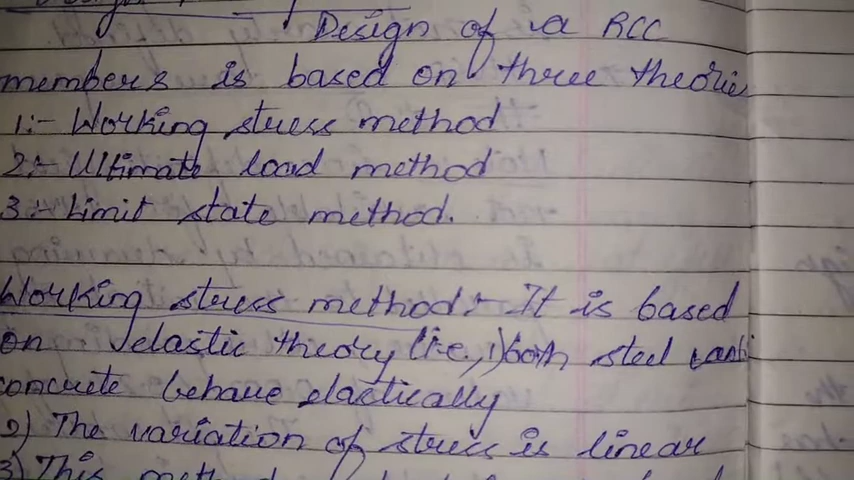 Design of a RCC
members is based on three theories
1:- Working stress method
2:- Ultimate load method
3:- Limit state method.
Working stress method:- It is based
on elastic theory (i.e., 1) both steel and
concrete behave elastically
2) The variation of stress is linear
3) This